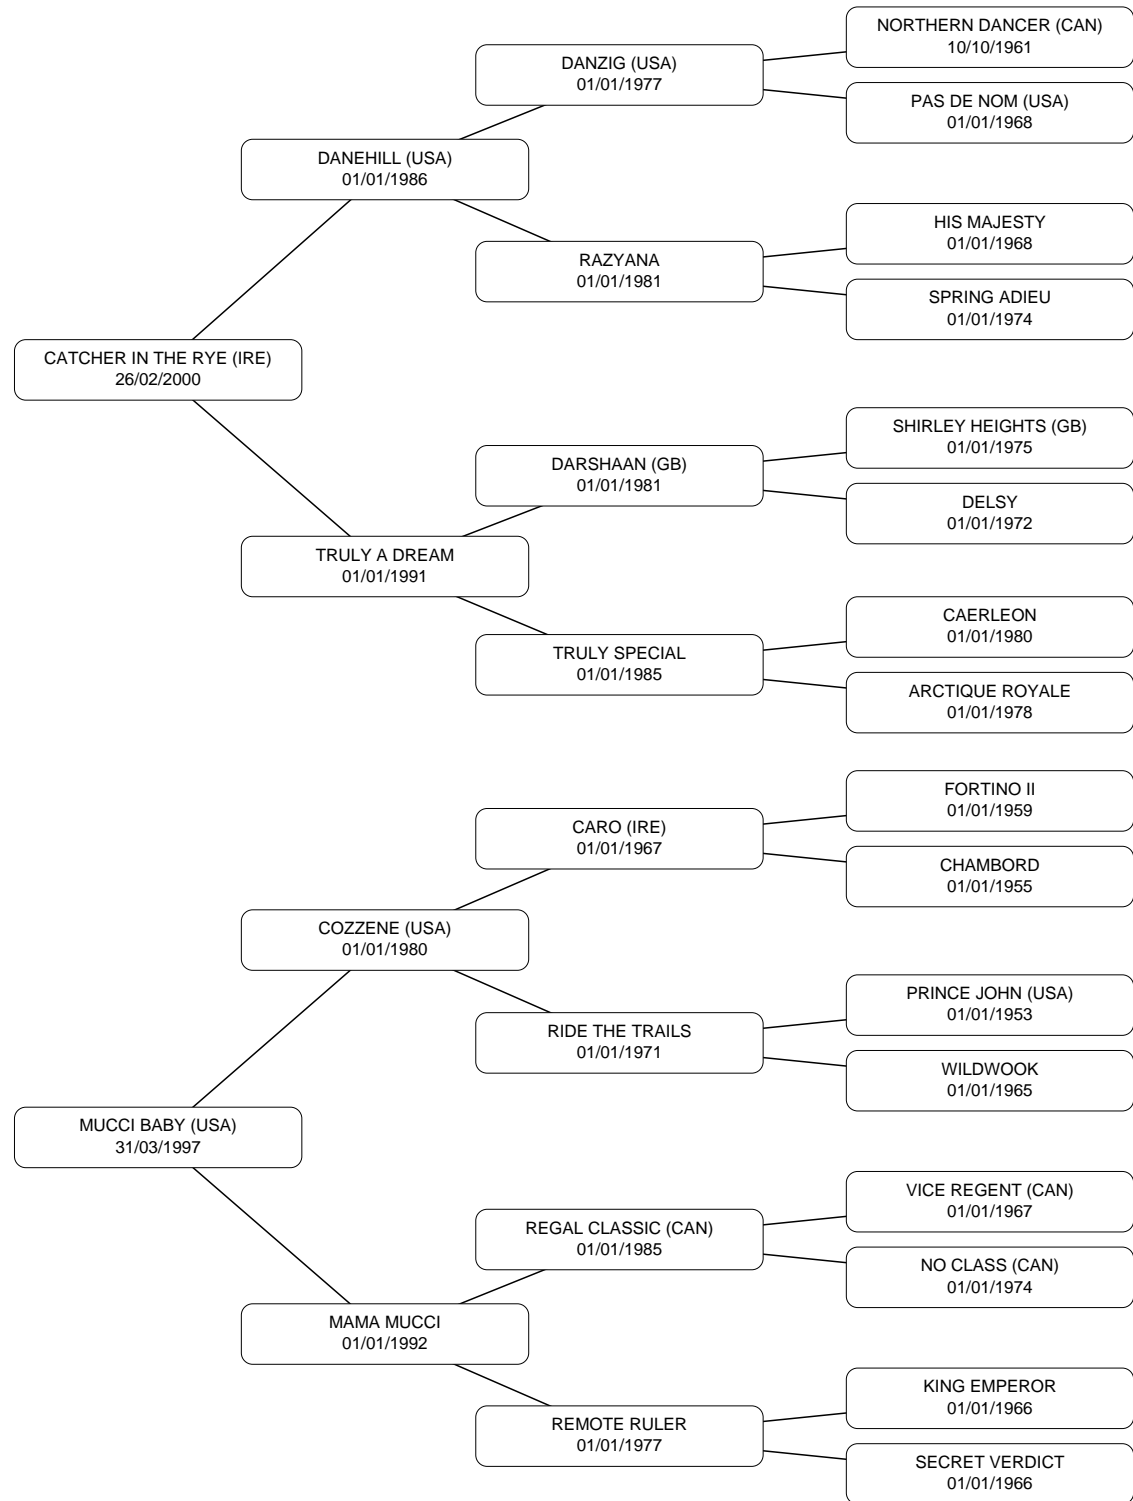 NORTHERN DANCER (CAN)
10/10/1961
DANZIG (USA)
01/01/1977
PAS DE NOM (USA)
01/01/1968
DANEHILL (USA)
01/01/1986
HIS MAJESTY
01/01/1968
RAZYANA
01/01/1981
SPRING ADIEU
01/01/1974
CATCHER IN THE RYE (IRE)
26/02/2000
SHIRLEY HEIGHTS (GB)
01/01/1975
DARSHAAN (GB)
01/01/1981
DELSY
01/01/1972
TRULY A DREAM
01/01/1991
CAERLEON
01/01/1980
TRULY SPECIAL
01/01/1985
ARCTIQUE ROYALE
01/01/1978
FORTINO II
01/01/1959
CARO (IRE)
01/01/1967
CHAMBORD
01/01/1955
COZZENE (USA)
01/01/1980
PRINCE JOHN (USA)
01/01/1953
RIDE THE TRAILS
01/01/1971
WILDWOOK
01/01/1965
MUCCI BABY (USA)
31/03/1997
VICE REGENT (CAN)
01/01/1967
REGAL CLASSIC (CAN)
01/01/1985
NO CLASS (CAN)
01/01/1974
MAMA MUCCI
01/01/1992
KING EMPEROR
01/01/1966
REMOTE RULER
01/01/1977
SECRET VERDICT
01/01/1966